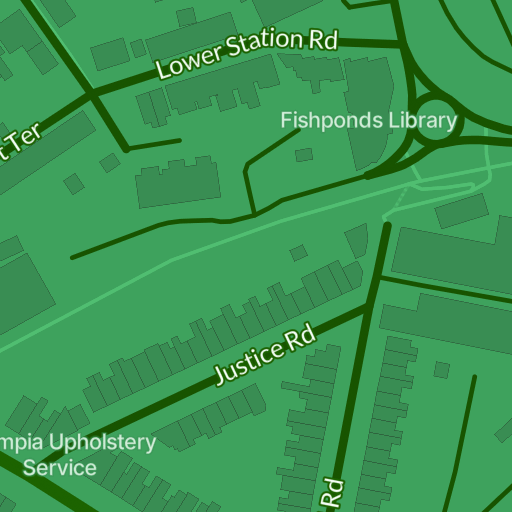 Lower Station Rd
Fishponds Library
t Ter
Justice Rd
mpia Upholstery
Service
Rd